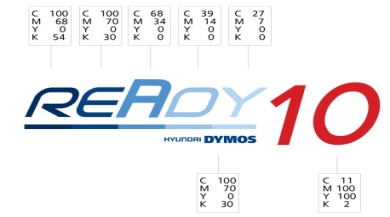 C 100 C 100 C 68 C 39 C 27
M 68 M 70 M 34 M 14 M 7
Y 0 Y 0 Y 0 Y 0 Y 0
K 54 K 30 K 0 K 0 K 0
READY 10
HYUNDAI DYMOS
C 100 C 11
M 70 M 100
Y 0 Y 100
K 30 K 2